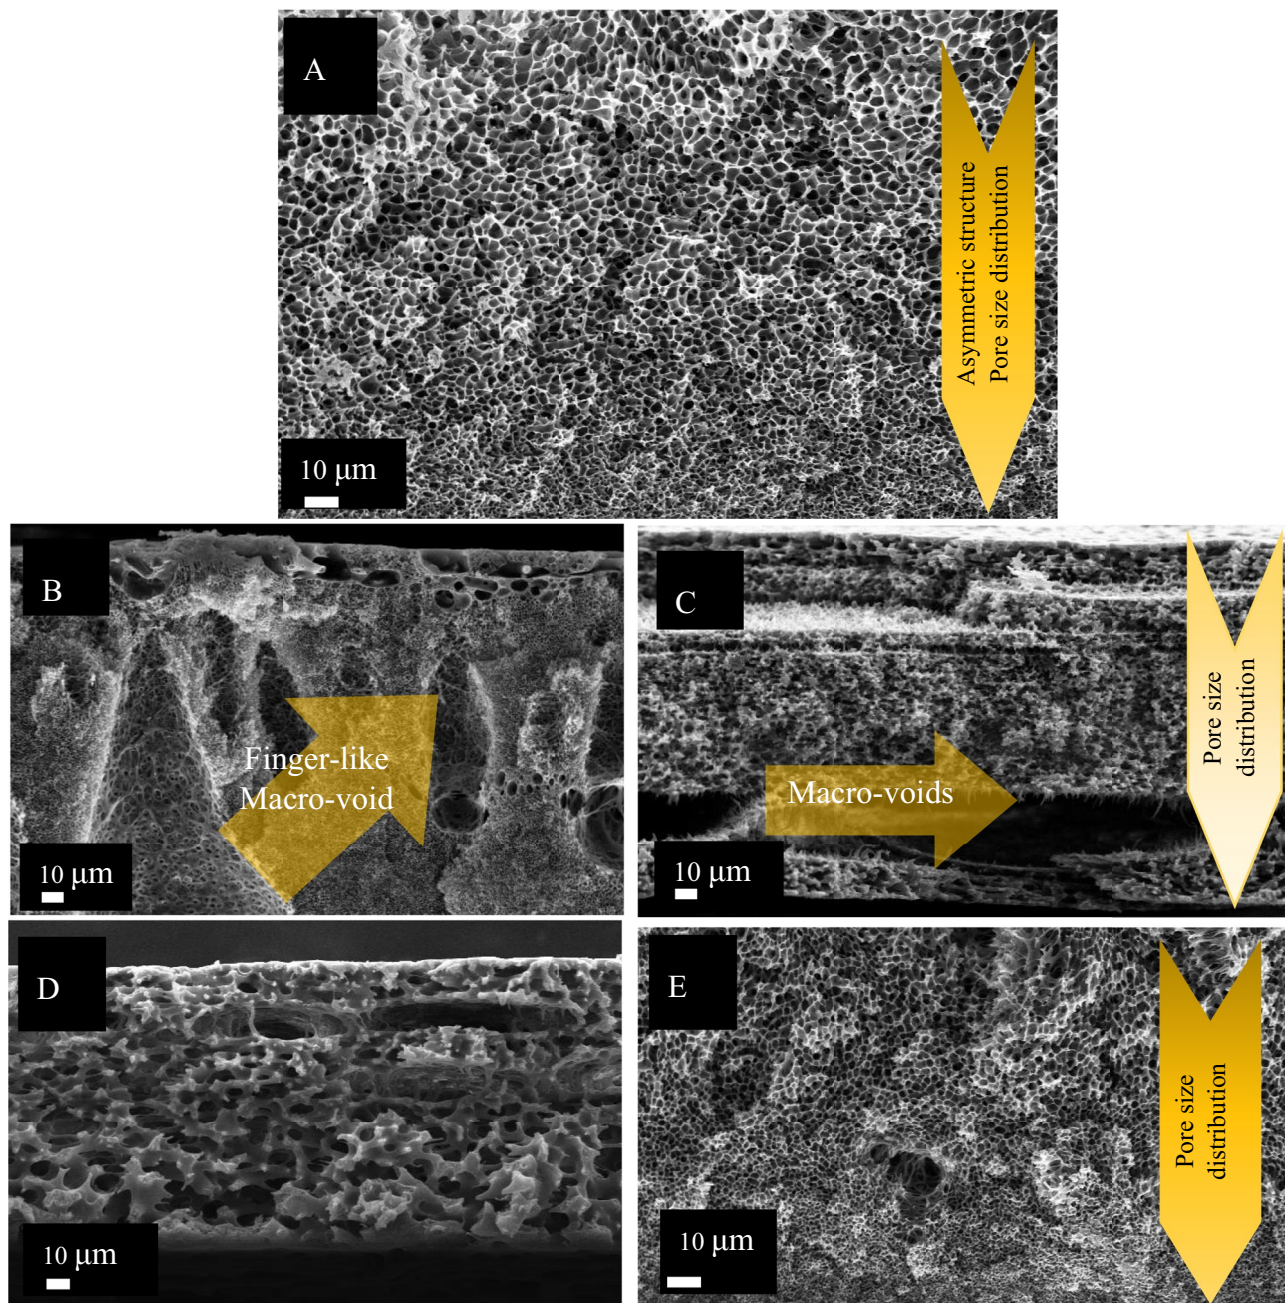 A
Asymmetric structure
Pore size distribution
10 μm
B
Finger-like
Macro-void
10 μm
C
Pore size
distribution
Macro-voids
10 μm
D
10 μm
E
Pore size
distribution
10 μm